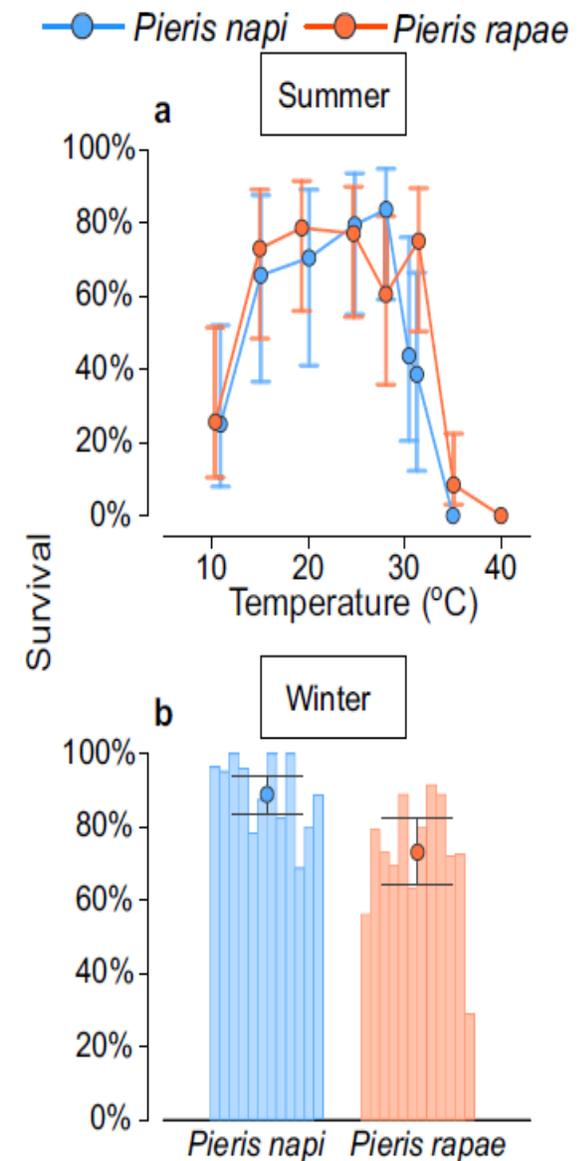 Pieris napi Pieris rapae
Summer
a
100%
80%
60%
40%
20%
0%
10 20 30 40
Temperature (ºC)
Survival
Winter
b
100%
80%
60%
40%
20%
0%
Pieris napi Pieris rapae